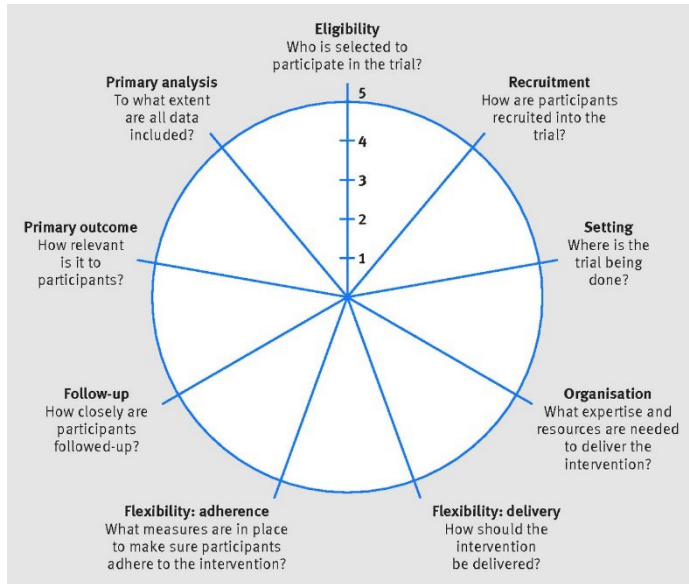 Eligibility
Who is selected to
participate in the trial?
Recruitment
How are participants
recruited into the
trial?
Setting
Where is the
trial being
done?
Organisation
What expertise and
resources are needed
to deliver the
intervention?
Flexibility: delivery
How should the
intervention
be delivered?
Flexibility: adherence
What measures are in place
to make sure participants
adhere to the intervention?
Follow-up
How closely are
participants
followed-up?
Primary outcome
How relevant
is it to
participants?
Primary analysis
To what extent
are all data
included?
5
4
3
2
1